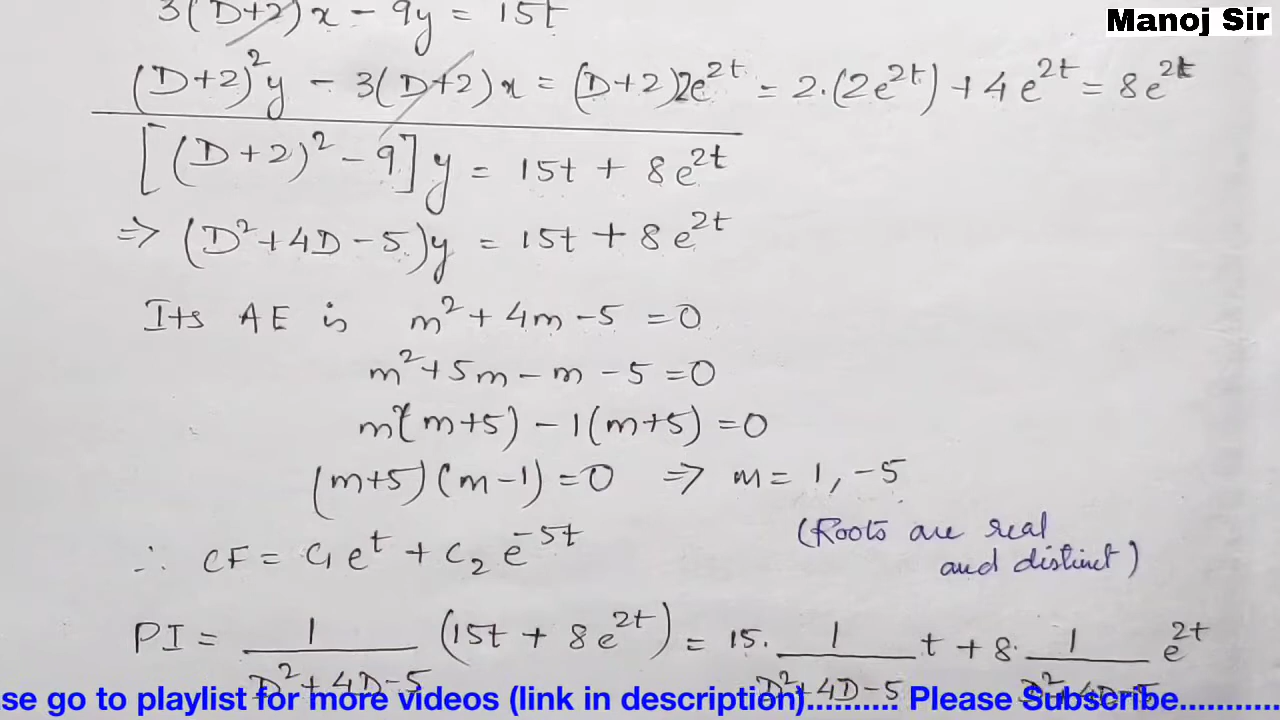 3(D+2)x - 9y = 15t
Manoj Sir
(D+2)²y - 3(D+2)x = (D+2)2e^2t = 2.(2e^2t) + 4e^2t = 8e^2t
[(D+2)² - 9]y = 15t + 8e^2t
⇒ (D²+4D-5)y = 15t + 8e^2t
Its AE is m² + 4m - 5 = 0
m² + 5m - m - 5 = 0
m(m+5) - 1(m+5) = 0
(m+5)(m-1) = 0 ⇒ m = 1, -5
(Roots are real
and distinct)
∴ CF = C₁e^t + C₂e^-5t
PI = 1/(D²+4D-5) (15t + 8e^2t) = 15. 1/(D²+4D-5) t + 8. 1/(D²+4D-5) e^2t
se go to playlist for more videos (link in description).......... Please Subscribe...........